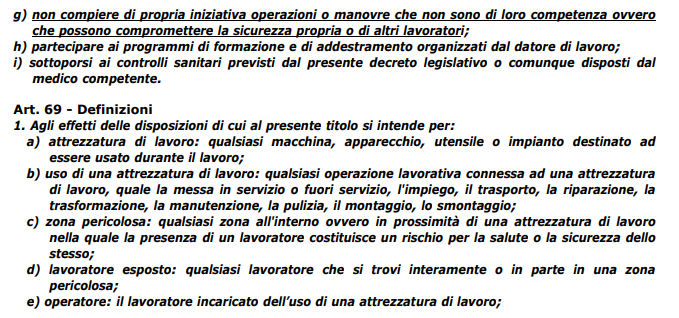 g) non compiere di propria iniziativa operazioni o manovre che non sono di loro competenza ovvero
che possono compromettere la sicurezza propria o di altri lavoratori;
h) partecipare ai programmi di formazione e di addestramento organizzati dal datore di lavoro;
i) sottoporsi ai controlli sanitari previsti dal presente decreto legislativo o comunque disposti dal
medico competente.
Art. 69 - Definizioni
1. Agli effetti delle disposizioni di cui al presente titolo si intende per:
a) attrezzatura di lavoro: qualsiasi macchina, apparecchio, utensile o impianto destinato ad
essere usato durante il lavoro;
b) uso di una attrezzatura di lavoro: qualsiasi operazione lavorativa connessa ad una attrezzatura
di lavoro, quale la messa in servizio o fuori servizio, l'impiego, il trasporto, la riparazione, la
trasformazione, la manutenzione, la pulizia, il montaggio, lo smontaggio;
c) zona pericolosa: qualsiasi zona all'interno ovvero in prossimità di una attrezzatura di lavoro
nella quale la presenza di un lavoratore costituisce un rischio per la salute o la sicurezza dello
stesso;
d) lavoratore esposto: qualsiasi lavoratore che si trovi interamente o in parte in una zona
pericolosa;
e) operatore: il lavoratore incaricato dell’uso di una attrezzatura di lavoro;